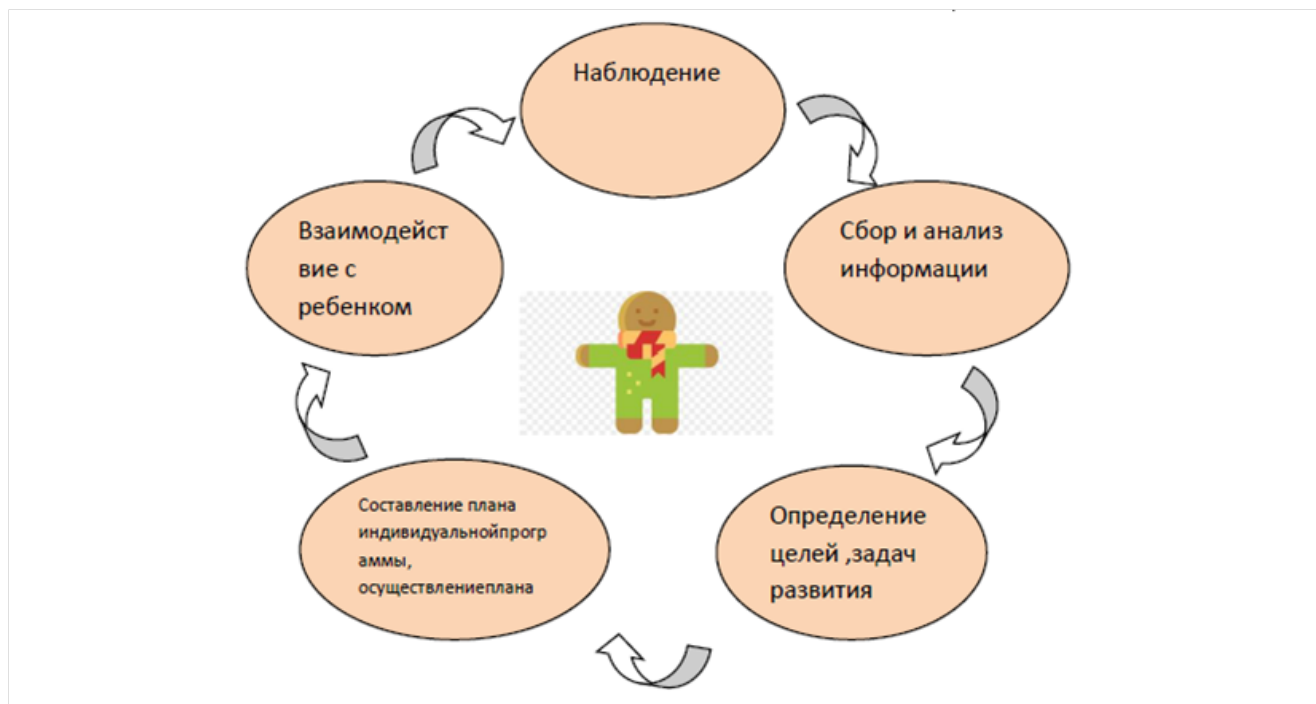 Наблюдение
Сбор и анализ
информации
Определение
целей ,задач
развития
Составление плана
индивидуальнойпрогр
аммы,
осуществлениеплана
Взаимодейст
вие с
ребенком